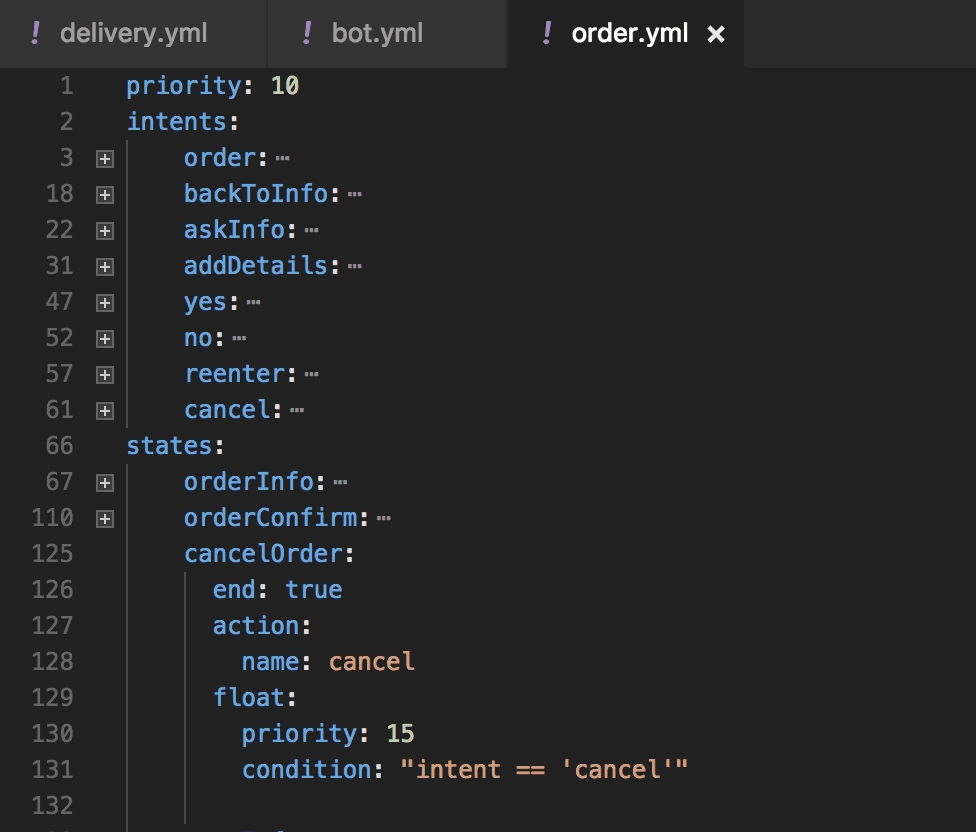 ! delivery.yml ! bot.yml ! order.yml ×
1 priority: 10
2 intents:
3 order:…
18 backToInfo:…
22 askInfo:…
31 addDetails:…
47 yes:…
52 no:…
57 reenter:…
61 cancel:…
66 states:
67 orderInfo:…
110 orderConfirm:…
125 cancelOrder:
126 end: true
127 action:
128 name: cancel
129 float:
130 priority: 15
131 condition: "intent == 'cancel'"
132